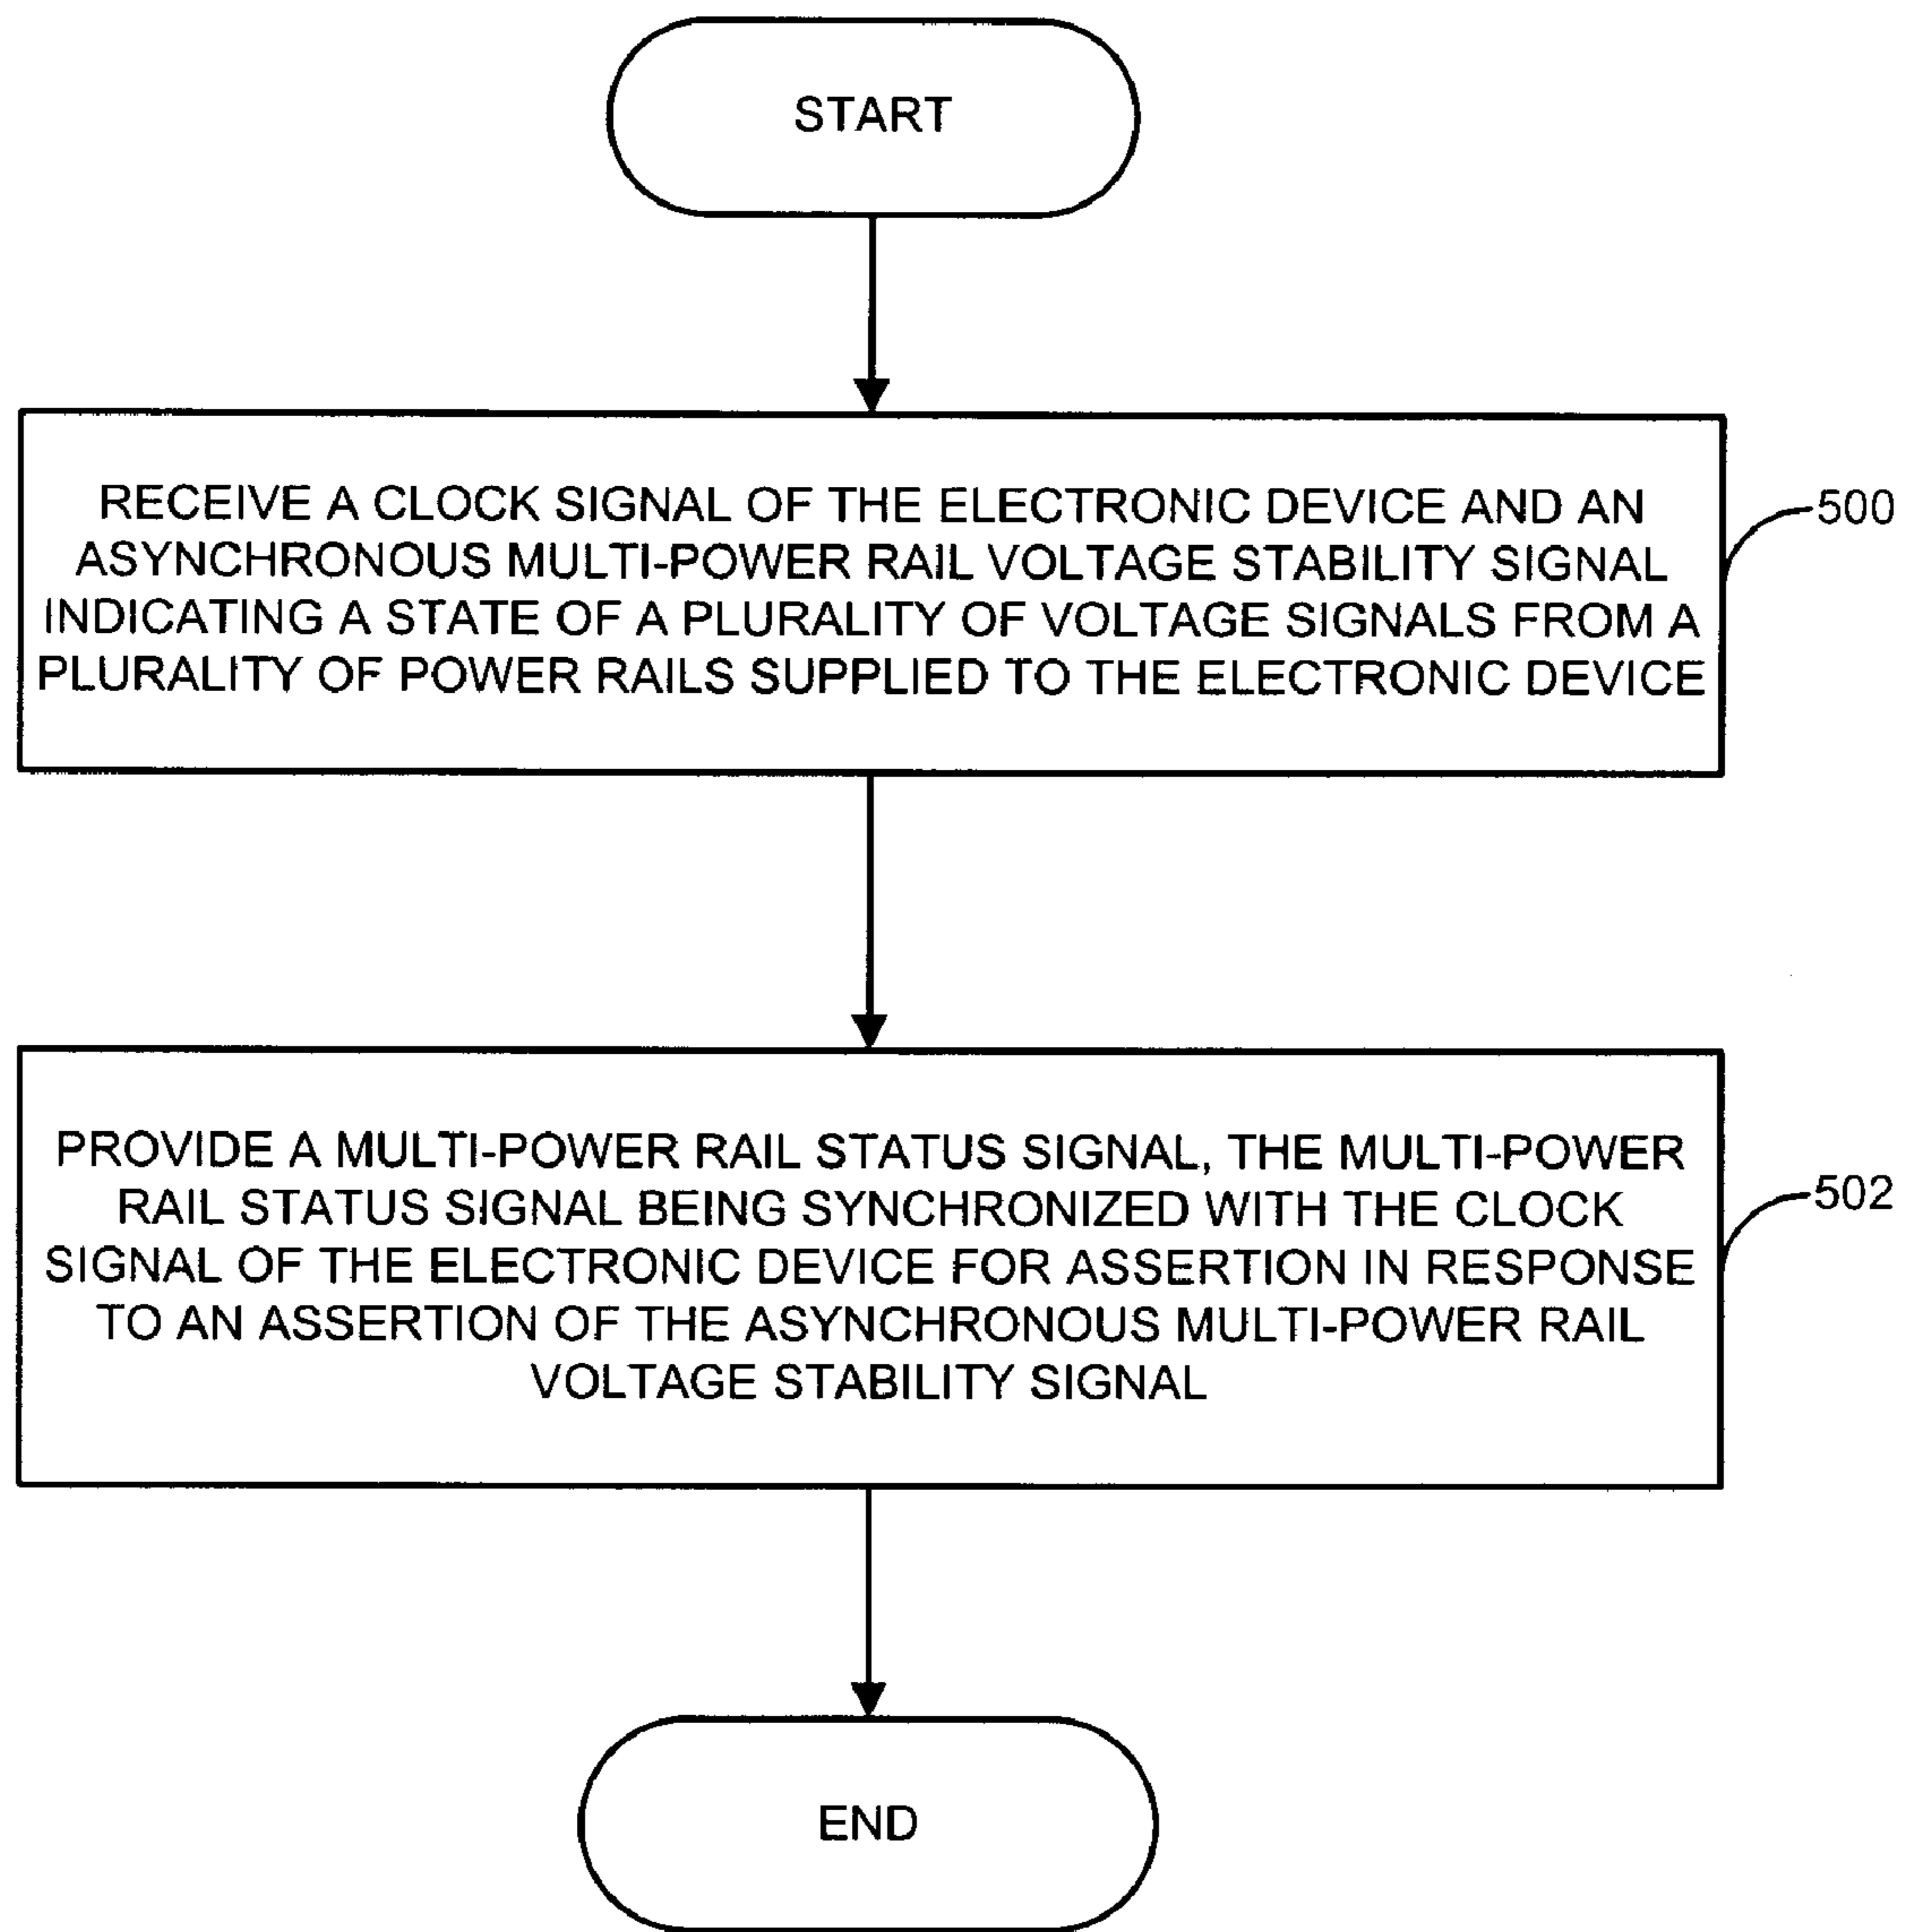 START
RECEIVE A CLOCK SIGNAL OF THE ELECTRONIC DEVICE AND AN
ASYNCHRONOUS MULTI-POWER RAIL VOLTAGE STABILITY SIGNAL
INDICATING A STATE OF A PLURALITY OF VOLTAGE SIGNALS FROM A
PLURALITY OF POWER RAILS SUPPLIED TO THE ELECTRONIC DEVICE
500
PROVIDE A MULTI-POWER RAIL STATUS SIGNAL, THE MULTI-POWER
RAIL STATUS SIGNAL BEING SYNCHRONIZED WITH THE CLOCK
SIGNAL OF THE ELECTRONIC DEVICE FOR ASSERTION IN RESPONSE
TO AN ASSERTION OF THE ASYNCHRONOUS MULTI-POWER RAIL
VOLTAGE STABILITY SIGNAL
502
END